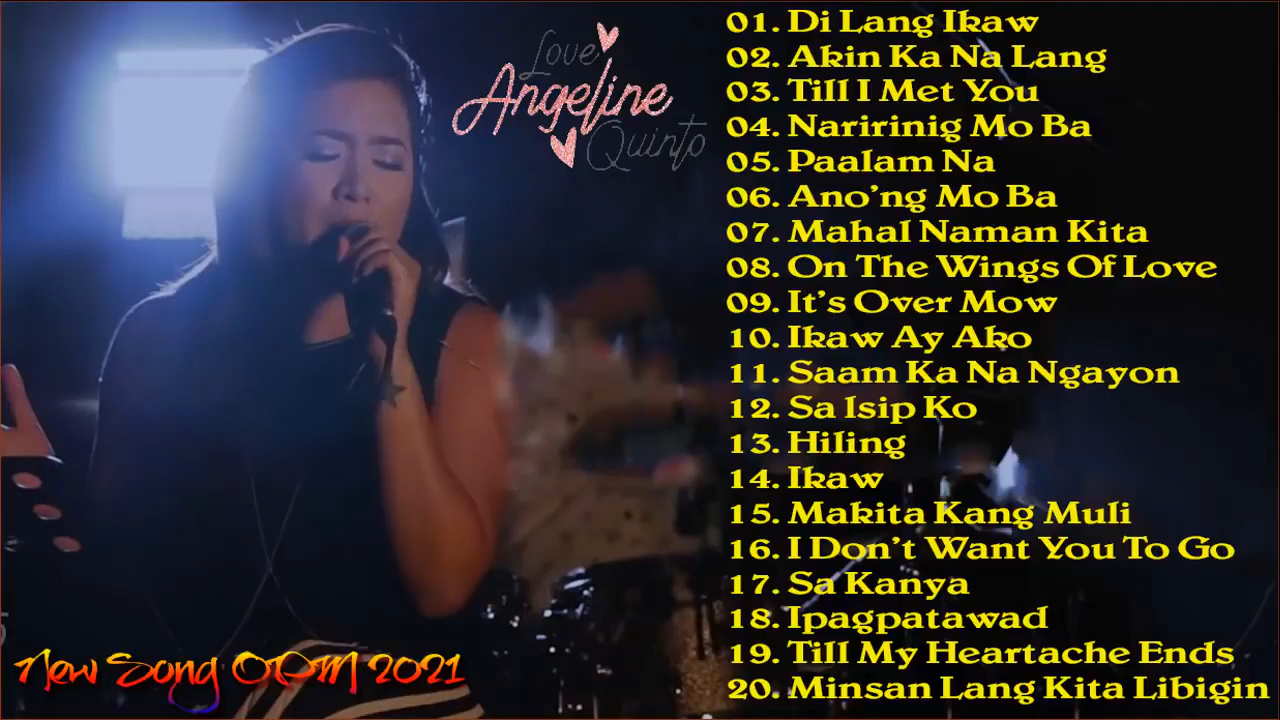 Love
Angeline
Quinto
01. Di Lang Ikaw
02. Akin Ka Na Lang
03. Till I Met You
04. Naririnig Mo Ba
05. Paalam Na
06. Ano'ng Mo Ba
07. Mahal Naman Kita
08. On The Wings Of Love
09. It's Over Mow
10. Ikaw Ay Ako
11. Saam Ka Na Ngayon
12. Sa Isip Ko
13. Hiling
14. Ikaw
15. Makita Kang Muli
16. I Don't Want You To Go
17. Sa Kanya
18. Ipagpatawad
19. Till My Heartache Ends
20. Minsan Lang Kita Libigin
New Song OPM 2021